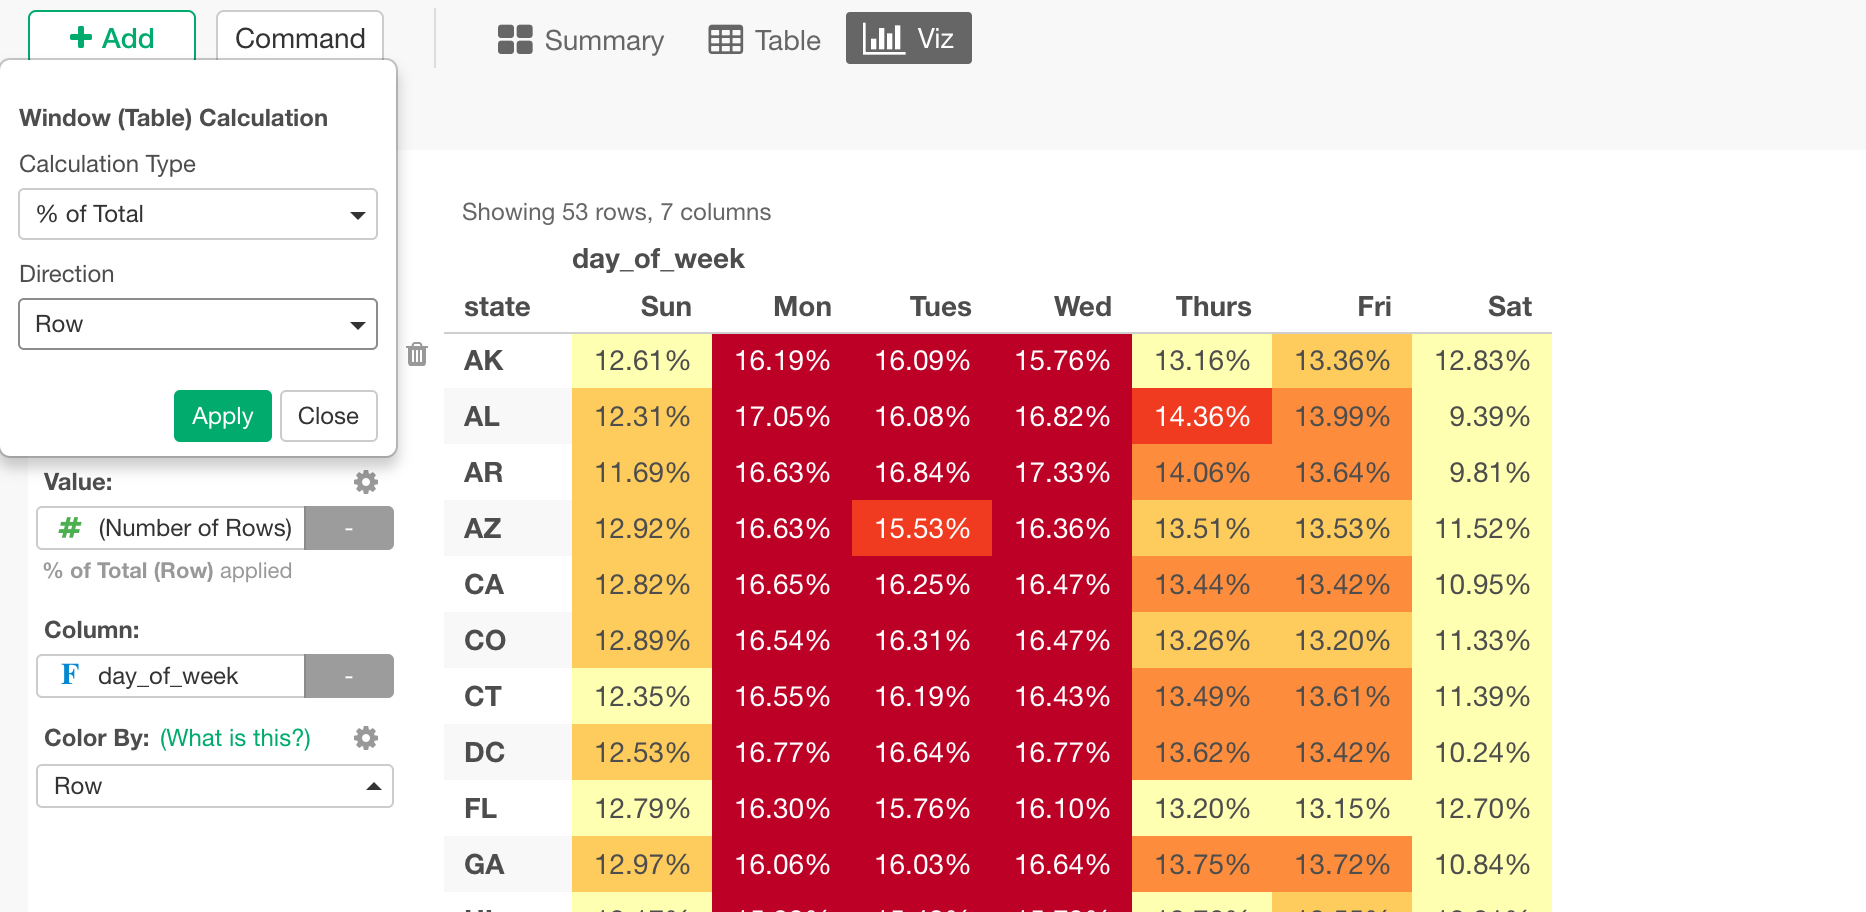 Add
Command
Summary
Table
Viz
Window (Table) Calculation
Calculation Type
% of Total
Direction
Row
Apply
Close
Value:
# (Number of Rows) -
% of Total (Row) applied
Column:
F day_of_week -
Color By: (What is this?)
Row
Showing 53 rows, 7 columns
day_of_week
state Sun Mon Tues Wed Thurs Fri Sat
AK 12.61% 16.19% 16.09% 15.76% 13.16% 13.36% 12.83%
AL 12.31% 17.05% 16.08% 16.82% 14.36% 13.99% 9.39%
AR 11.69% 16.63% 16.84% 17.33% 14.06% 13.64% 9.81%
AZ 12.92% 16.63% 15.53% 16.36% 13.51% 13.53% 11.52%
CA 12.82% 16.65% 16.25% 16.47% 13.44% 13.42% 10.95%
CO 12.89% 16.54% 16.31% 16.47% 13.26% 13.20% 11.33%
CT 12.35% 16.55% 16.19% 16.43% 13.49% 13.61% 11.39%
DC 12.53% 16.77% 16.64% 16.77% 13.62% 13.42% 10.24%
FL 12.79% 16.30% 15.76% 16.10% 13.20% 13.15% 12.70%
GA 12.97% 16.06% 16.03% 16.64% 13.75% 13.72% 10.84%